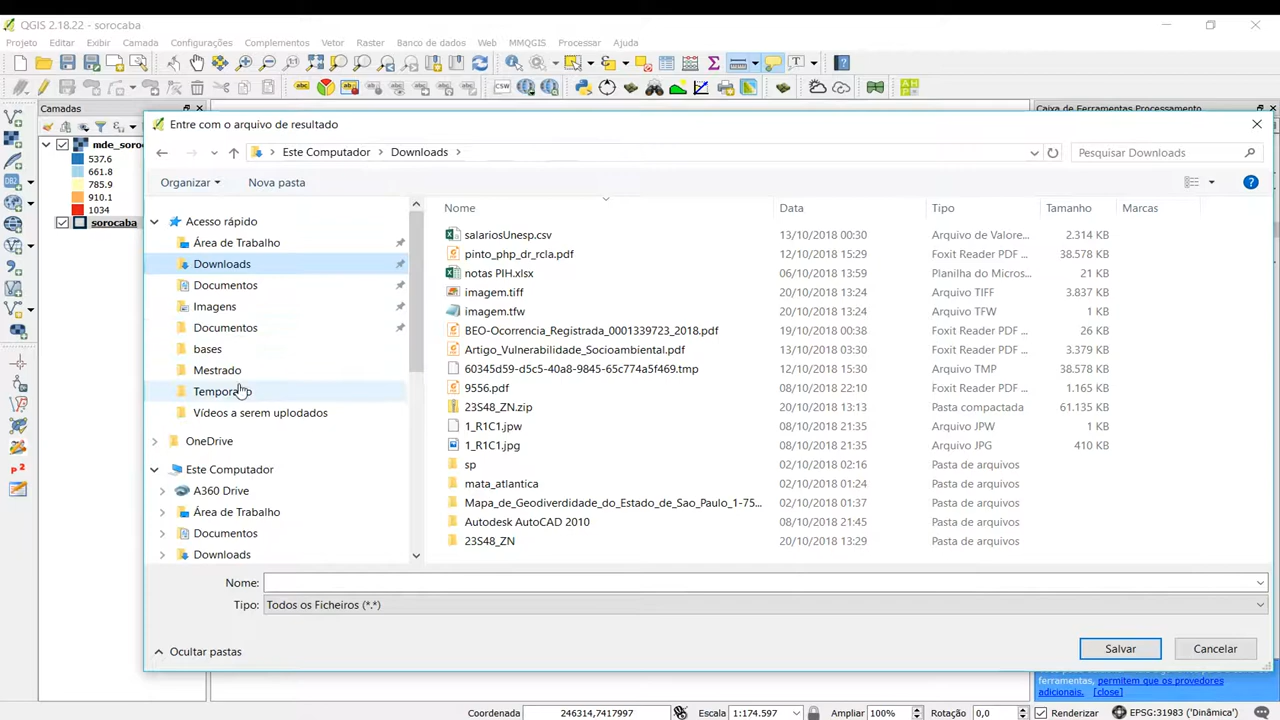 QGIS 2.18.22 - sorocaba
Projeto Editar Exibir Camada Configurações Complementos Vetor Raster Banco de dados Web MMQGIS Processar Ajuda
Camadas
mde_soro
537.6
661.8
785.9
910.1
1034
sorocaba
Caixa de Ferramentas Processamento
Entre com o arquivo de resultado
Este Computador > Downloads >
Pesquisar Downloads
Organizar
Nova pasta
Acesso rápido
Área de Trabalho
Downloads
Documentos
Imagens
Documentos
bases
Mestrado
Vídeos a serem uplodados
OneDrive
Este Computador
A360 Drive
Área de Trabalho
Documentos
Downloads
Nome Data Tipo Tamanho Marcas
salariosUnesp.csv 13/10/2018 00:30 Arquivo de Valore... 2.314 KB
pinto_php_dr_rcla.pdf 12/10/2018 15:29 Foxit Reader PDF ... 38.578 KB
notas PIH.xlsx 06/10/2018 13:59 Planilha do Micros... 21 KB
imagem.tiff 20/10/2018 13:24 Arquivo TIFF 3.837 KB
imagem.tfw 20/10/2018 13:24 Arquivo TFW 1 KB
BEO-Ocorrencia_Registrada_0001339723_2018.pdf 19/10/2018 00:38 Foxit Reader PDF ... 26 KB
Artigo_Vulnerabilidade_Socioambiental.pdf 13/10/2018 03:30 Foxit Reader PDF ... 3.379 KB
60345d59-d5c5-40a8-9845-65c774a5f469.tmp 12/10/2018 15:30 Arquivo TMP 38.578 KB
9556.pdf 08/10/2018 22:10 Foxit Reader PDF ... 1.165 KB
23S48_ZN.zip 20/10/2018 13:13 Pasta compactada 61.135 KB
1_R1C1.jpw 08/10/2018 21:35 Arquivo JPW 1 KB
1_R1C1.jpg 08/10/2018 21:35 Arquivo JPG 410 KB
sp 02/10/2018 02:16 Pasta de arquivos
mata_atlantica 02/10/2018 01:24 Pasta de arquivos
Mapa_de_Geodiverdidade_do_Estado_de_Sao_Paulo_1-75... 02/10/2018 01:37 Pasta de arquivos
Autodesk AutoCAD 2010 08/10/2018 21:45 Pasta de arquivos
23S48_ZN 20/10/2018 13:29 Pasta de arquivos
Nome:
Tipo: Todos os Ficheiros (*.*)
Ocultar pastas
Salvar
Cancelar
ferramentas, permitem que os provedores
adicionais. [close]
Coordenada 246314,7417997 Escala 1:174.597 Ampliar 100% Rotação 0,0 Renderizar EPSG:31983 ('Dinâmica')